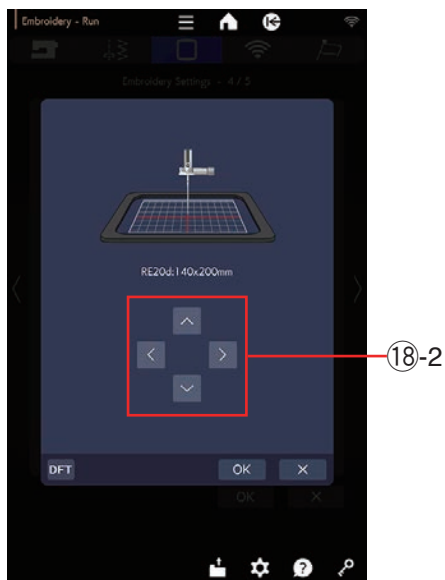 Embroidery - Run
Embroidery Settings - 4 / 5
RE20d:140x200mm
⑱-2
DFT
OK
OK